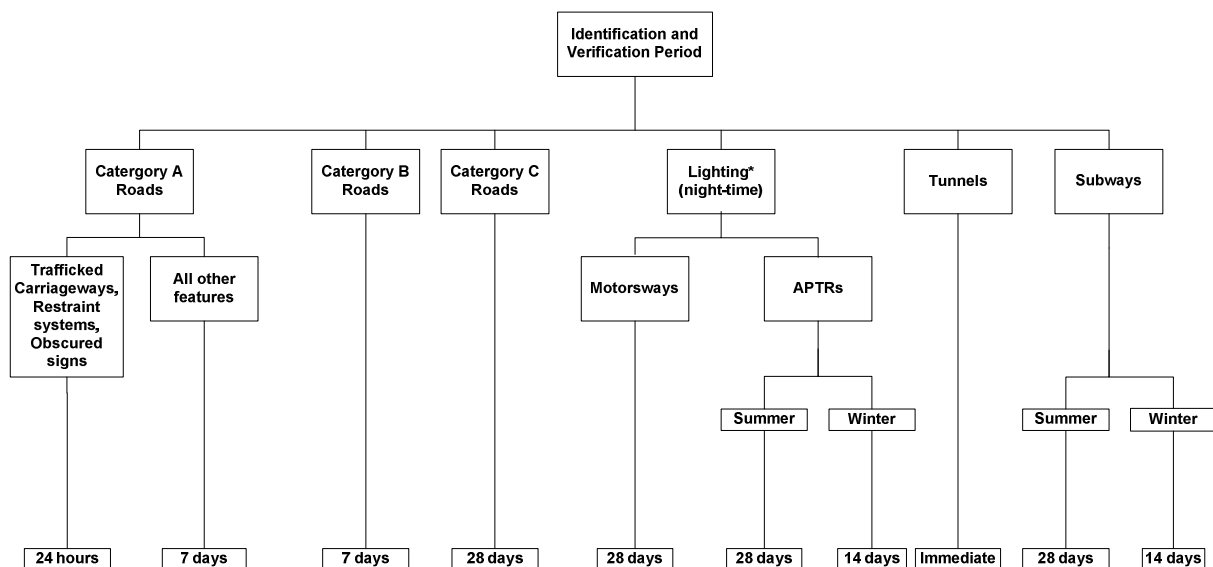 Identification and
Verification Period
Catergory A
Roads
Catergory B
Roads
Catergory C
Roads
Lighting*
(night-time)
Tunnels
Subways
Trafficked
Carriageways,
Restraint
systems,
Obscured
signs
All other
features
Motorsways
APTRs
Summer
Winter
Summer
Winter
24 hours
7 days
7 days
28 days
28 days
28 days
14 days
Immediate
28 days
14 days